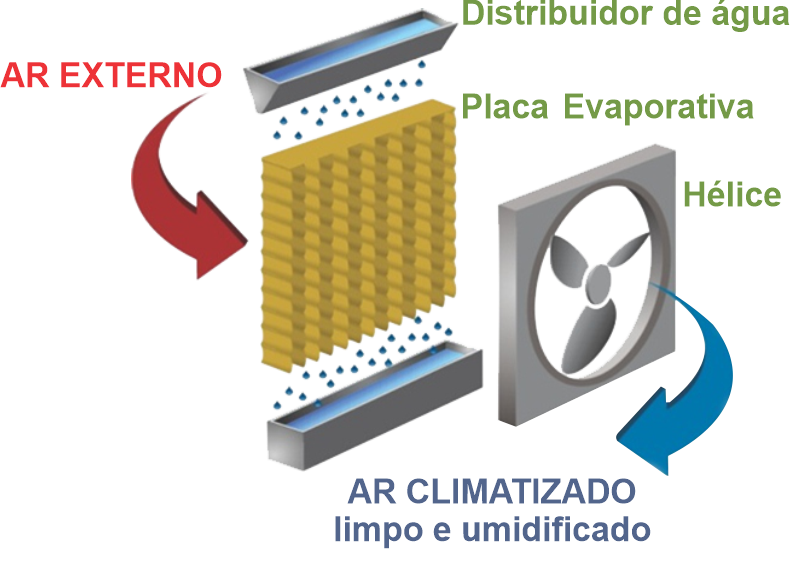 Distribuidor de água
AR EXTERNO
Placa Evaporativa
Hélice
AR CLIMATIZADO
limpo e umidificado